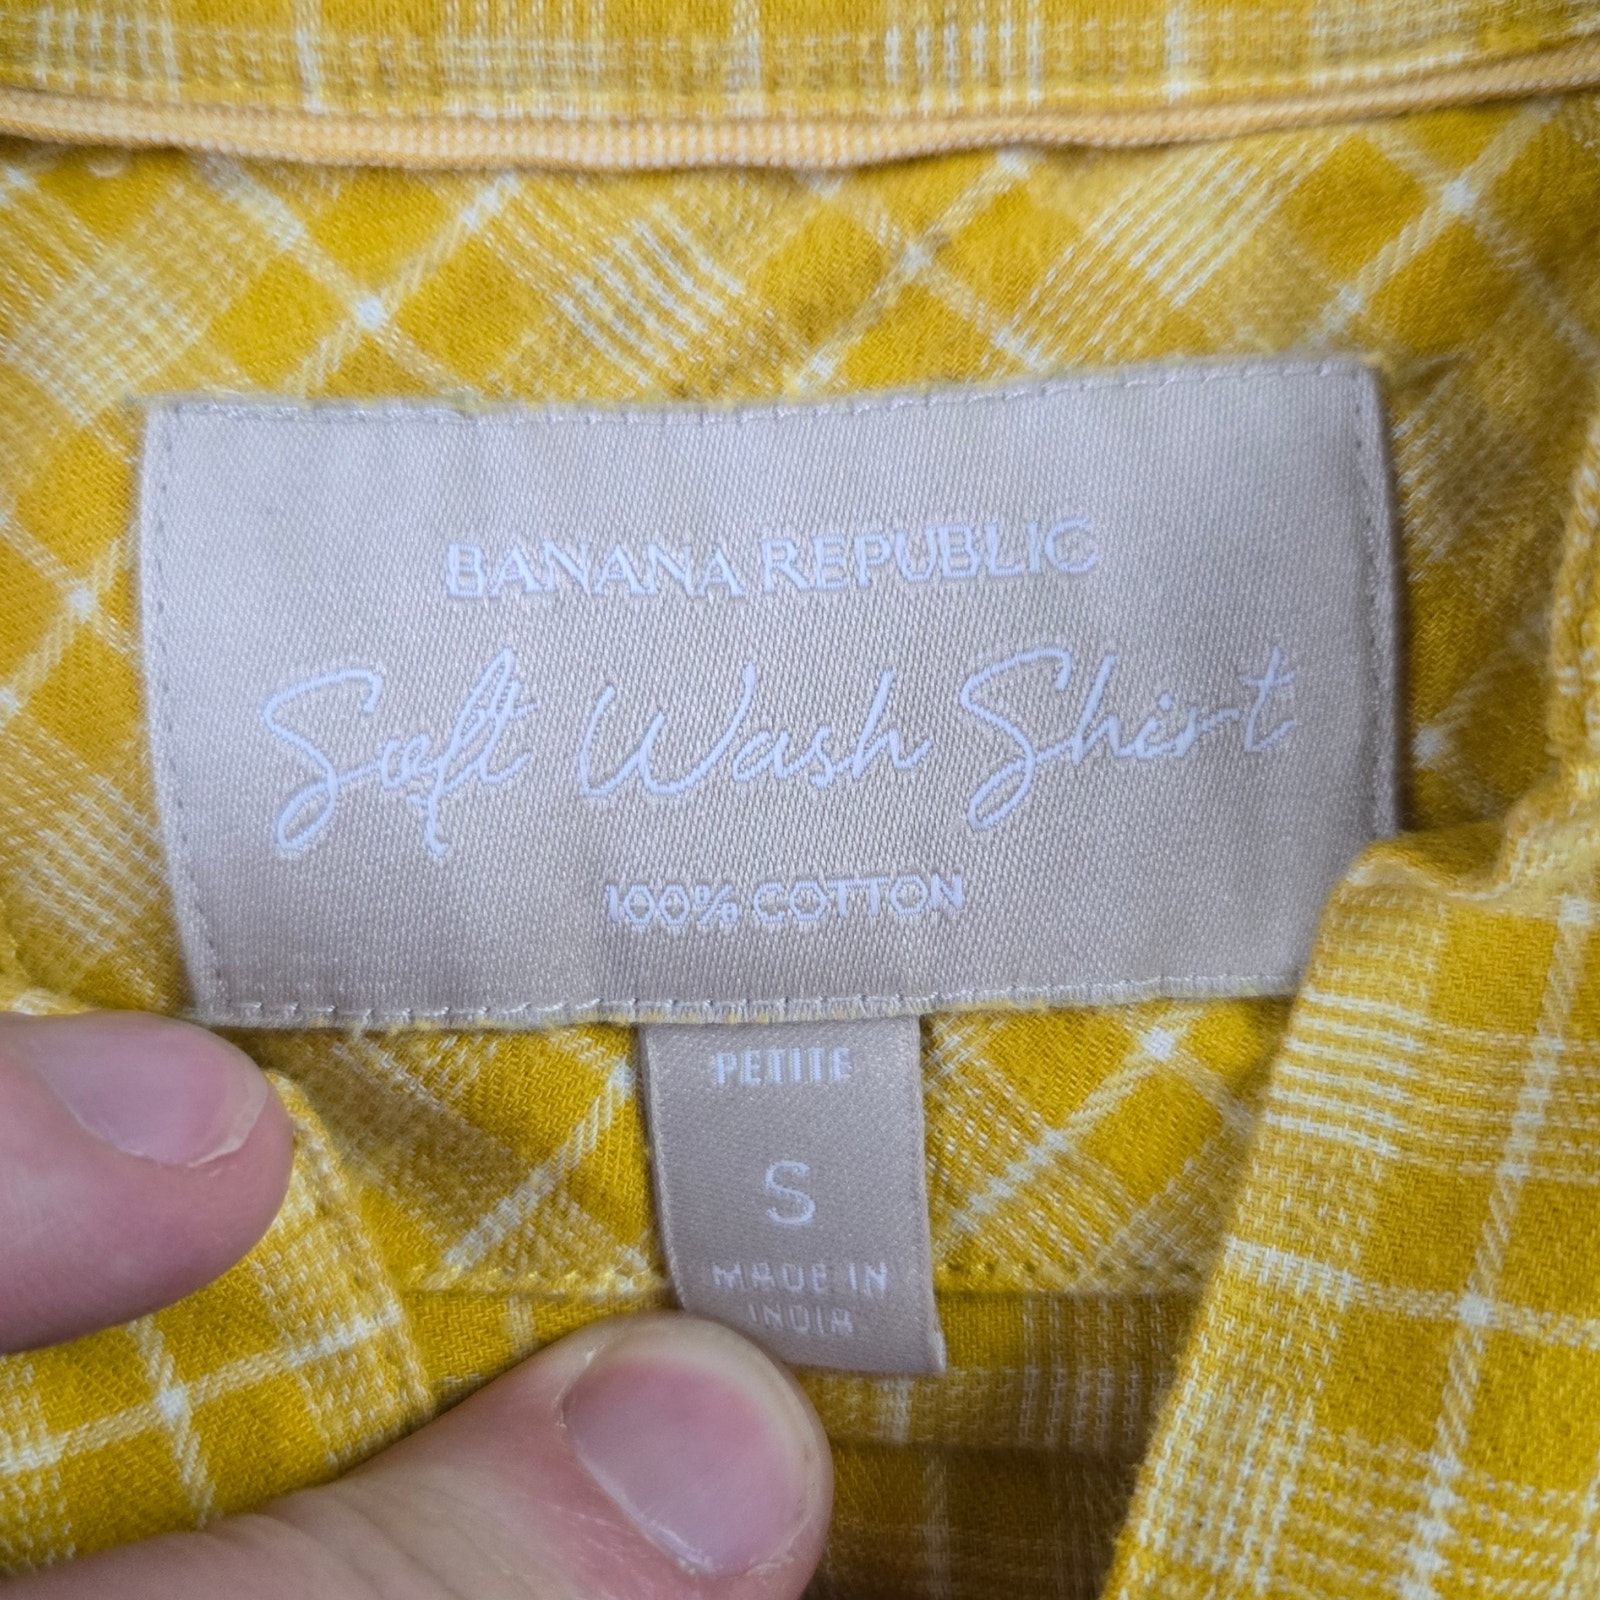 BANANA REPUBLIC
Soft Wash Shirt
100% COTTON
PETITE
S
MADE IN
INDIA